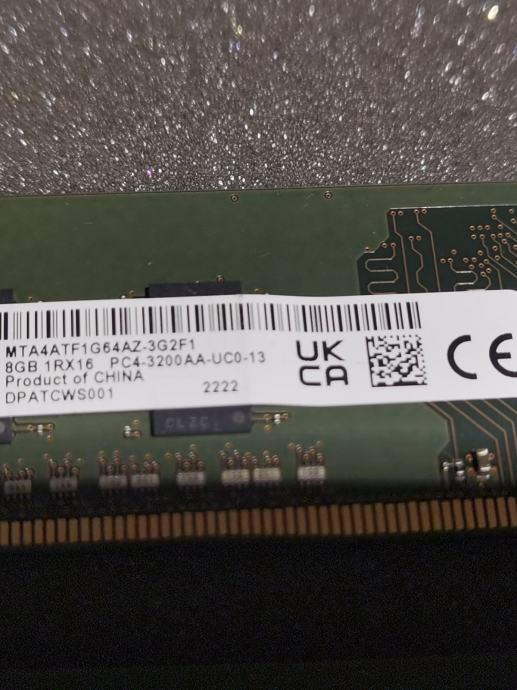 MTA4ATF1G64AZ-3G2F1
8GB 1RX16 PC4-3200AA-UC0-13
Product of CHINA
DPATCWS001 2222
UK
CA
CE